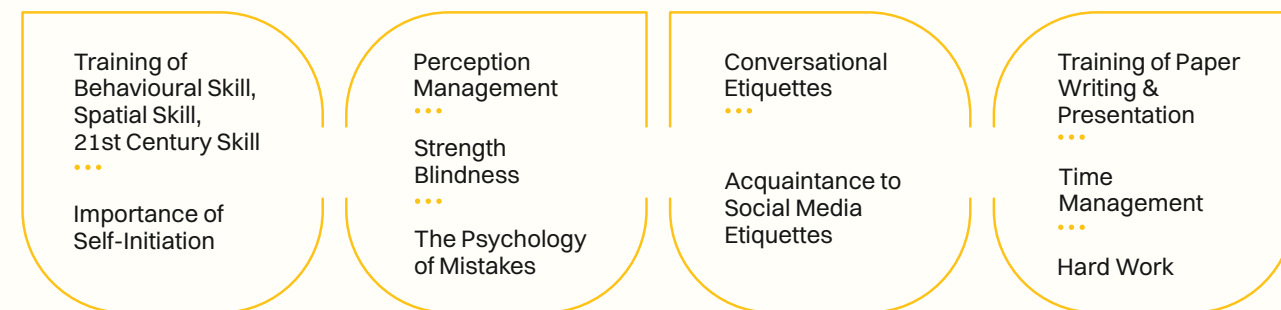 Training of
Behavioural Skill,
Spatial Skill,
21st Century Skill
Importance of
Self-Initiation
Perception
Management
Strength
Blindness
The Psychology
of Mistakes
Conversational
Etiquettes
Acquaintance to
Social Media
Etiquettes
Training of Paper
Writing &
Presentation
Time
Management
Hard Work